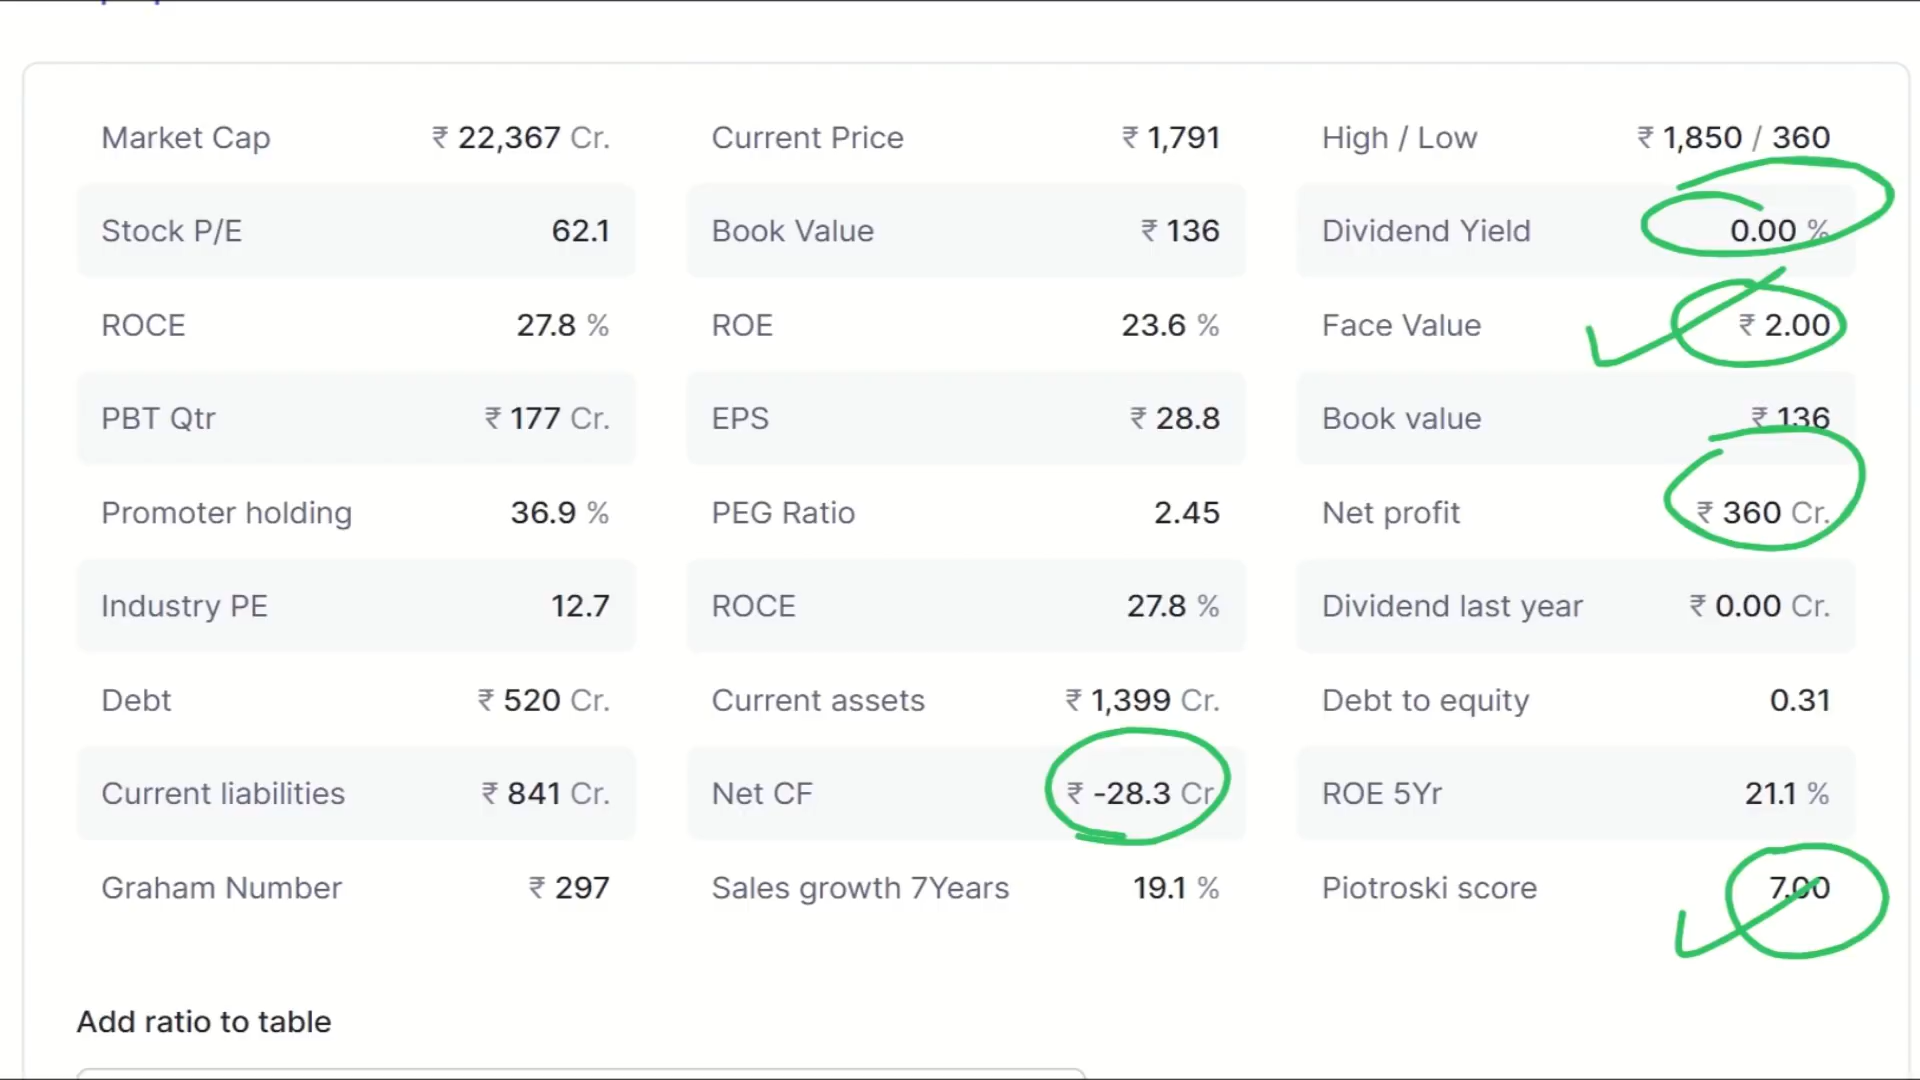 Market Cap ₹ 22,367 Cr. Current Price ₹ 1,791 High / Low ₹ 1,850 / 360
Stock P/E 62.1 Book Value ₹ 136 Dividend Yield 0.00 %
ROCE 27.8 % ROE 23.6 % Face Value ₹ 2.00
PBT Qtr ₹ 177 Cr. EPS ₹ 28.8 Book value ₹ 136
Promoter holding 36.9 % PEG Ratio 2.45 Net profit ₹ 360 Cr.
Industry PE 12.7 ROCE 27.8 % Dividend last year ₹ 0.00 Cr.
Debt ₹ 520 Cr. Current assets ₹ 1,399 Cr. Debt to equity 0.31
Current liabilities ₹ 841 Cr. Net CF ₹ -28.3 Cr ROE 5Yr 21.1 %
Graham Number ₹ 297 Sales growth 7Years 19.1 % Piotroski score 7.00
Add ratio to table